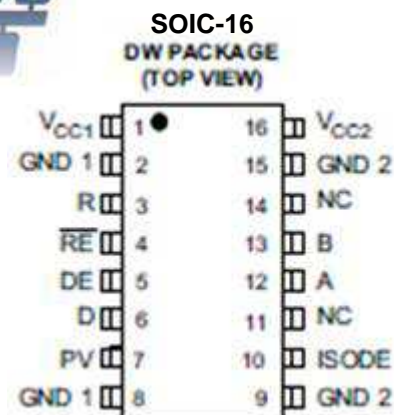 SOIC-16
DW PACKAGE
(TOP VIEW)
VCC1 1 16 VCC2
GND 1 2 15 GND 2
R 3 14 NC
RE 4 13 B
DE 5 12 A
D 6 11 NC
PV 7 10 ISODE
GND 1 8 9 GND 2